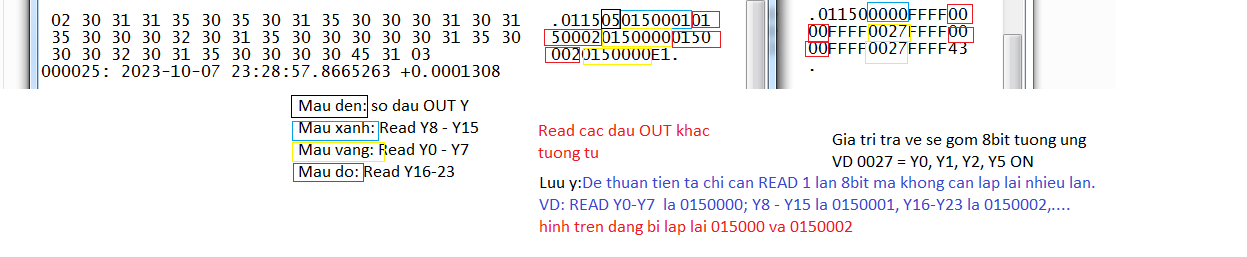 02 30 31 31 35 30 35 30 31 35 30 30 30 31 30 31 .011505015000101
35 30 30 30 32 30 31 35 30 30 30 30 30 31 35 30 5000201500000150
30 30 32 30 31 35 30 30 30 30 45 31 03 0020150000E1.
000025: 2023-10-07 23:28:57.8665263 +0.0001308
.011500000FFFF00
00FFFF0027FFFF00
00FFFF0027FFFF43
.
Mau den: so dau OUT Y
Mau xanh: Read Y8 - Y15
Mau vang: Read Y0 - Y7
Mau do: Read Y16-23
Read cac dau OUT khac
tuong tu
Gia tri tra ve se gom 8bit tuong ung
VD 0027 = Y0, Y1, Y2, Y5 ON
Luu y:De thuan tien ta chi can READ 1 lan 8bit ma khong can lap lai nhieu lan.
VD: READ Y0-Y7 la 0150000; Y8 - Y15 la 0150001, Y16-Y23 la 0150002,....
hinh tren dang bi lap lai 015000 va 0150002